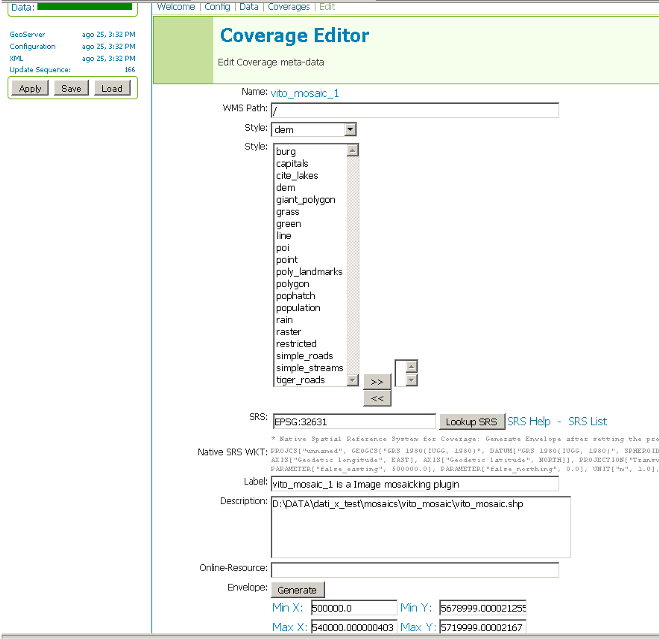 Data:
GeoServer ago 25, 3:32 PM
Configuration ago 25, 3:32 PM
XML ago 25, 3:32 PM
Update Sequence: 166
Apply Save Load
Welcome | Config | Data | Coverages | Edit
Coverage Editor
Edit Coverage meta-data
Name: vito_mosaic_1
WMS Path: /
Style: dem
Style:
burg
capitals
cite_lakes
dem
giant_polygon
grass
green
line
poi
point
poly_landmarks
polygon
pophatch
population
rain
raster
restricted
simple_roads
simple_streams
tiger_roads
>>
<<
SRS: EPSG:32631 Lookup SRS SRS Help - SRS List
* Native Spatial Reference System for Coverage: Generate Envelope after setting the pro
Native SRS WKT: PROJCS["unnamed", GEOGCS["GRS 1980(IUGG, 1980)", DATUM["GRS 1980(IUGG, 1980)", SPHEROID
AXIS["Geodetic longitude", EAST], AXIS["Geodetic latitude", NORTH]], PROJECTION["Transv
PARAMETER["false_easting", 500000.0], PARAMETER["false_northing", 0.0], UNIT["m", 1.0],
Label: vito_mosaic_1 is a Image mosaicking plugin
Description: D:\DATA\dati_x_test\mosaics\vito_mosaic\vito_mosaic.shp
Online-Resource:
Envelope: Generate
Min X: 500000.0 Min Y: 5678999.000021255
Max X: 540000.000000403 Max Y: 5719999.00002167